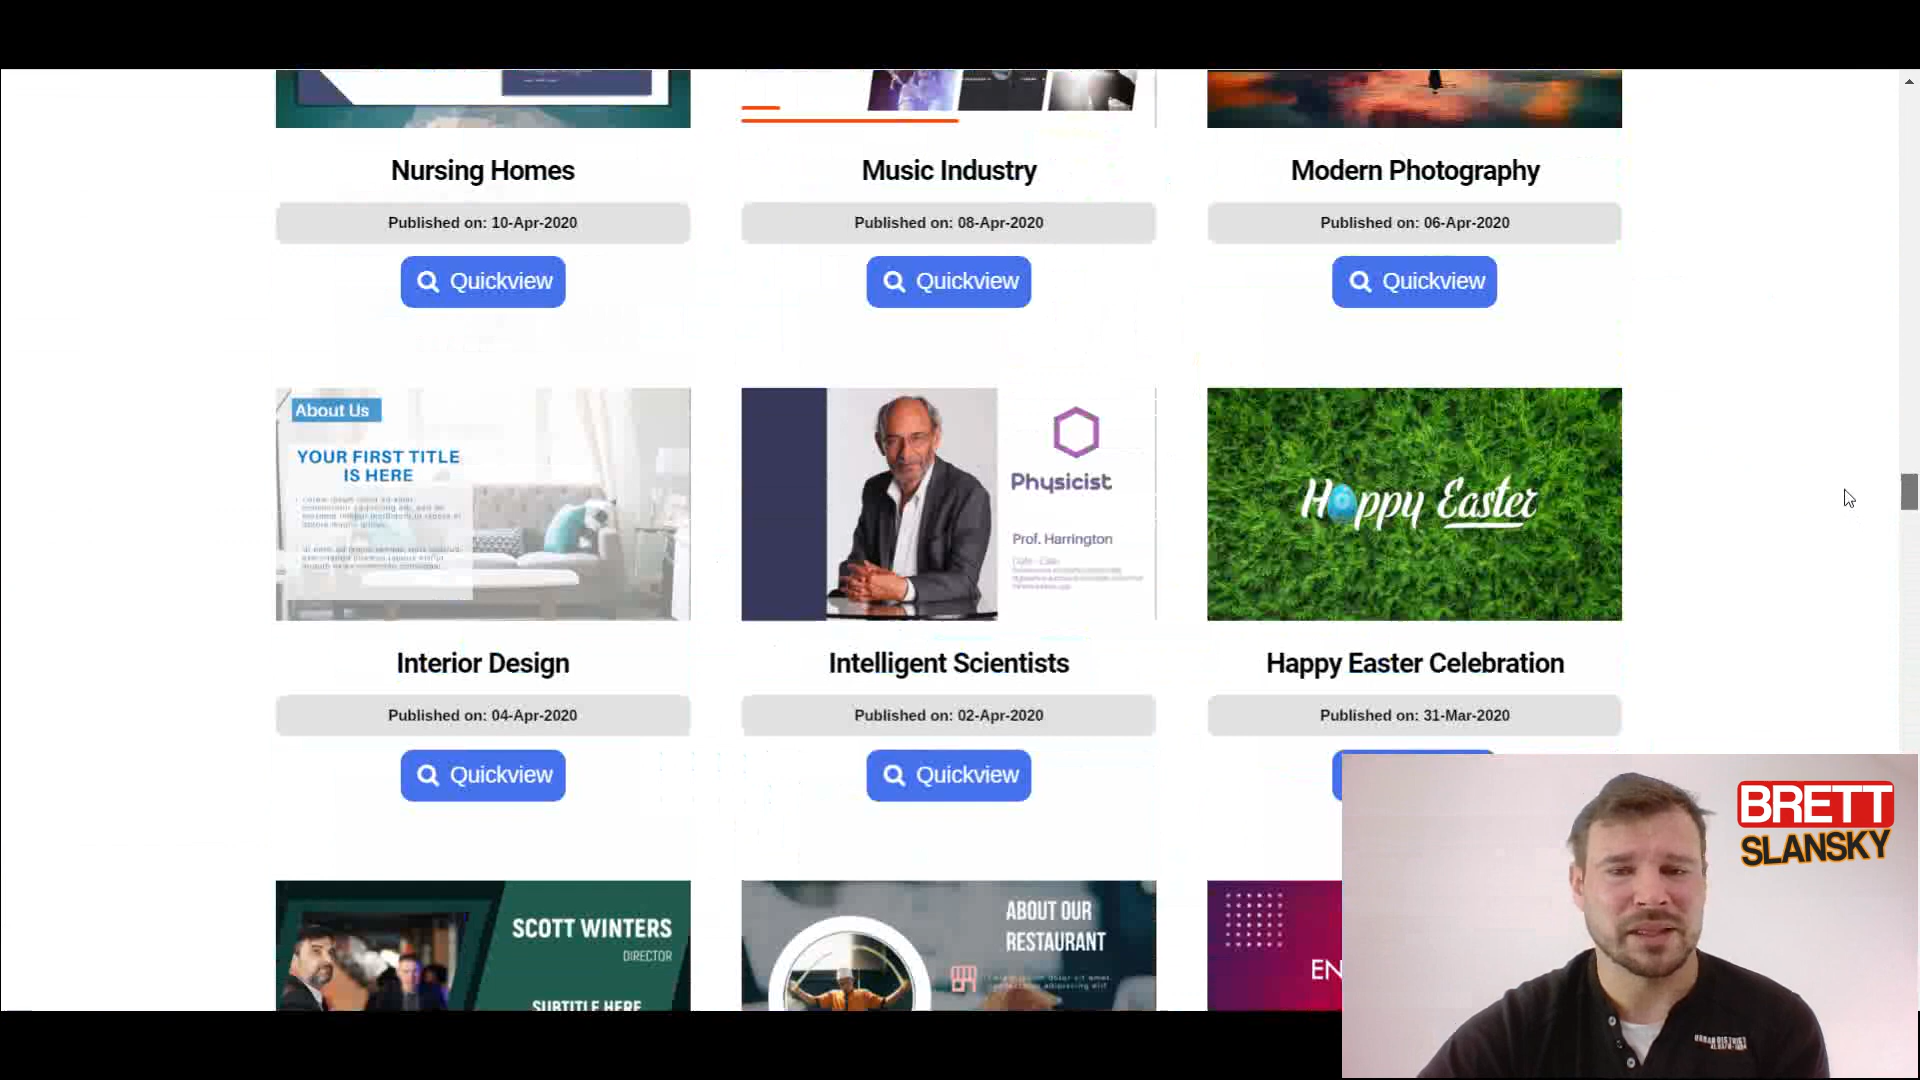 Nursing Homes
Music Industry
Modern Photography
Published on: 10-Apr-2020
Published on: 08-Apr-2020
Published on: 06-Apr-2020
Quickview
Quickview
Quickview
About Us
YOUR FIRST TITLE
IS HERE
Physicist
Prof. Harrington
Happy Easter
Interior Design
Intelligent Scientists
Happy Easter Celebration
Published on: 04-Apr-2020
Published on: 02-Apr-2020
Published on: 31-Mar-2020
Quickview
Quickview
BRETT
SLANSKY
SCOTT WINTERS
DIRECTOR
SUBTITLE HERE
ABOUT OUR
RESTAURANT
EN